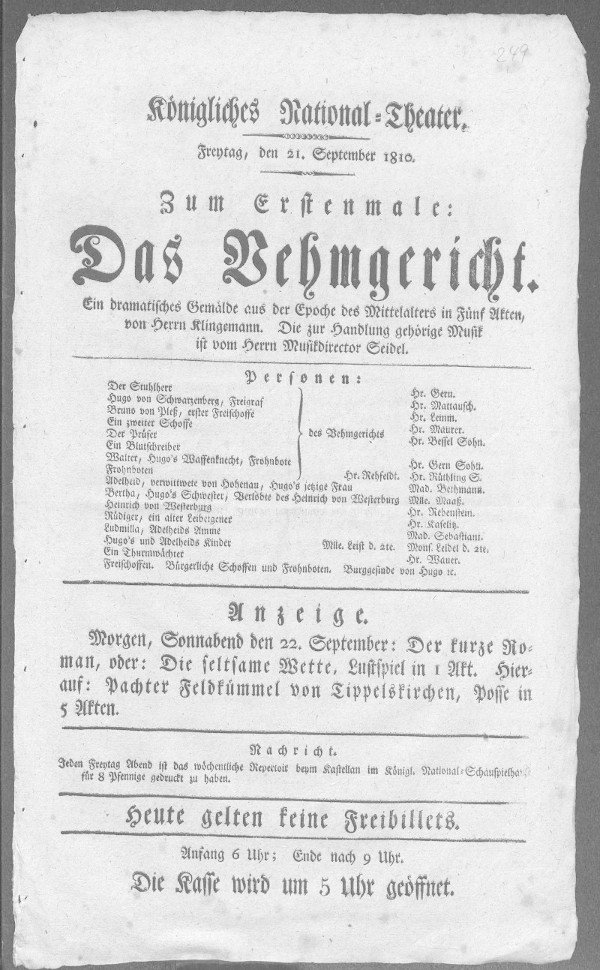 249
Königliches National-Theater.
Freytag, den 21. September 1810.
Zum Erstenmale:
Das Vehmgericht.
Ein dramatisches Gemälde aus der Epoche des Mittelalters in Fünf Akten,
von Herrn Klingemann. Die zur Handlung gehörige Musik
ist vom Herrn Musikdirector Seidel.
Personen:
Der Stuhlherr Hr. Gern.
Hugo von Schwarzenberg, Freigraf Hr. Mattausch.
Bruno von Pleß, erster Freischöffe Hr. Lemm.
Ein zweiter Schoffe des Vehmgerichts Hr. Maurer.
Der Prüfer Hr. Bessel Sohn.
Ein Blutschreiber
Walter, Hugo's Waffenknecht, Frohnbote Hr. Gern Sohn.
Frohnboten Hr. Rehfeldt. Hr. Rüthling S.
Adelheid, verwittwete von Hohenau, Hugo's jetzige Frau Mad. Bethmann.
Bertha, Hugo's Schwester, Verlobte des Heinrich von Westerburg Mlle. Maaß.
Heinrich von Westerburg Hr. Rebenstein.
Rüdiger, ein alter Leibeigener Hr. Kaselitz.
Ludmilla, Adelheids Amme Mad. Sebastiani.
Hugo's und Adelheids Kinder Mlle. Leist d. 2te. Mons. Leidel d. 2te.
Ein Thurmwächter Hr. Wauer.
Freischoffen. Bürgerliche Schoffen und Frohnboten. Burggesinde von Hugo ꝛc.
Anzeige.
Morgen, Sonnabend den 22. September: Der kurze Ro-
man, oder: Die seltsame Wette, Lustspiel in 1 Akt. Hier-
auf: Pachter Feldkümmel von Tippelskirchen, Posse in
5 Akten.
Nachricht.
Jeden Freytag Abend ist das wöchentliche Repertoir beym Kastellan im Königl. National-Schauspielha
für 8 Pfennige gedruckt zu haben.
Heute gelten keine Freibillets.
Anfang 6 Uhr; Ende nach 9 Uhr.
Die Kasse wird um 5 Uhr geöffnet.